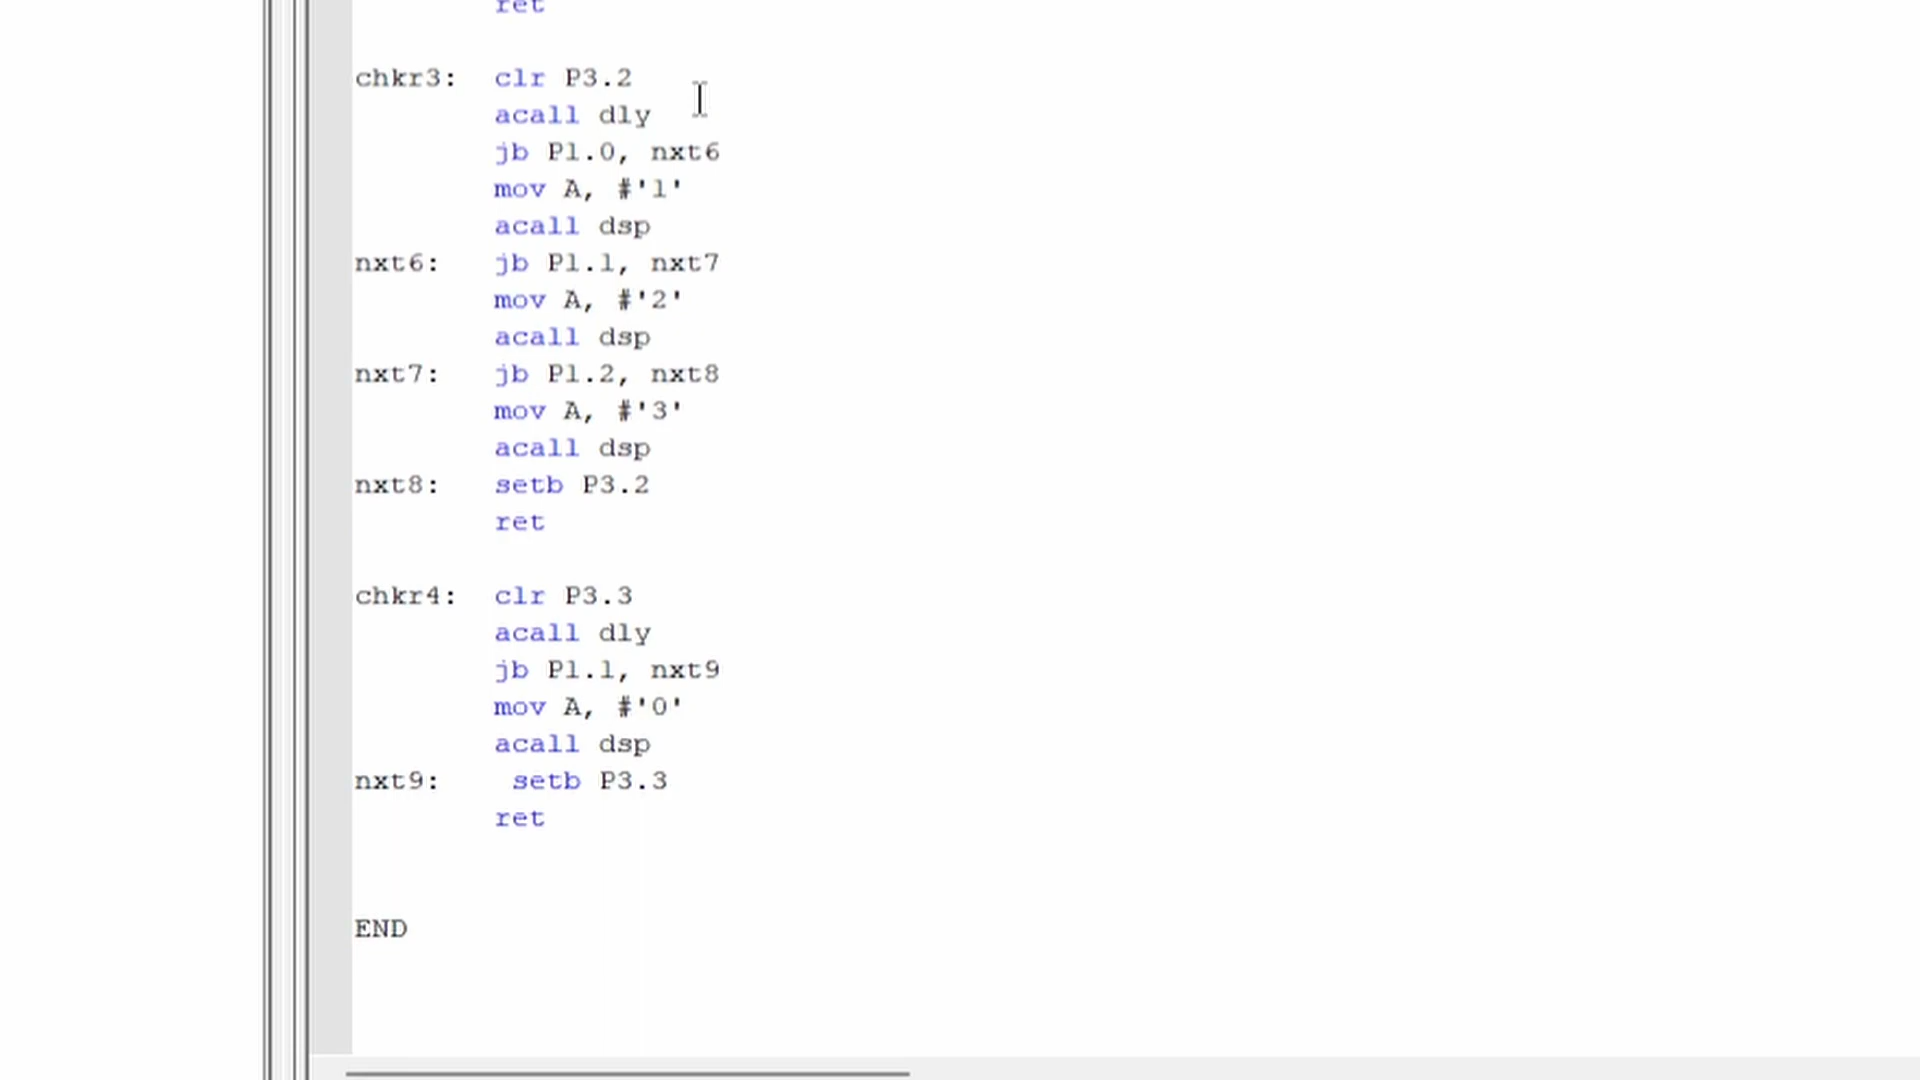 ret
chkr3: clr P3.2
acall dly
jb P1.0, nxt6
mov A, #'1'
acall dsp
nxt6: jb P1.1, nxt7
mov A, #'2'
acall dsp
nxt7: jb P1.2, nxt8
mov A, #'3'
acall dsp
nxt8: setb P3.2
ret
chkr4: clr P3.3
acall dly
jb P1.1, nxt9
mov A, #'0'
acall dsp
nxt9: setb P3.3
ret
END